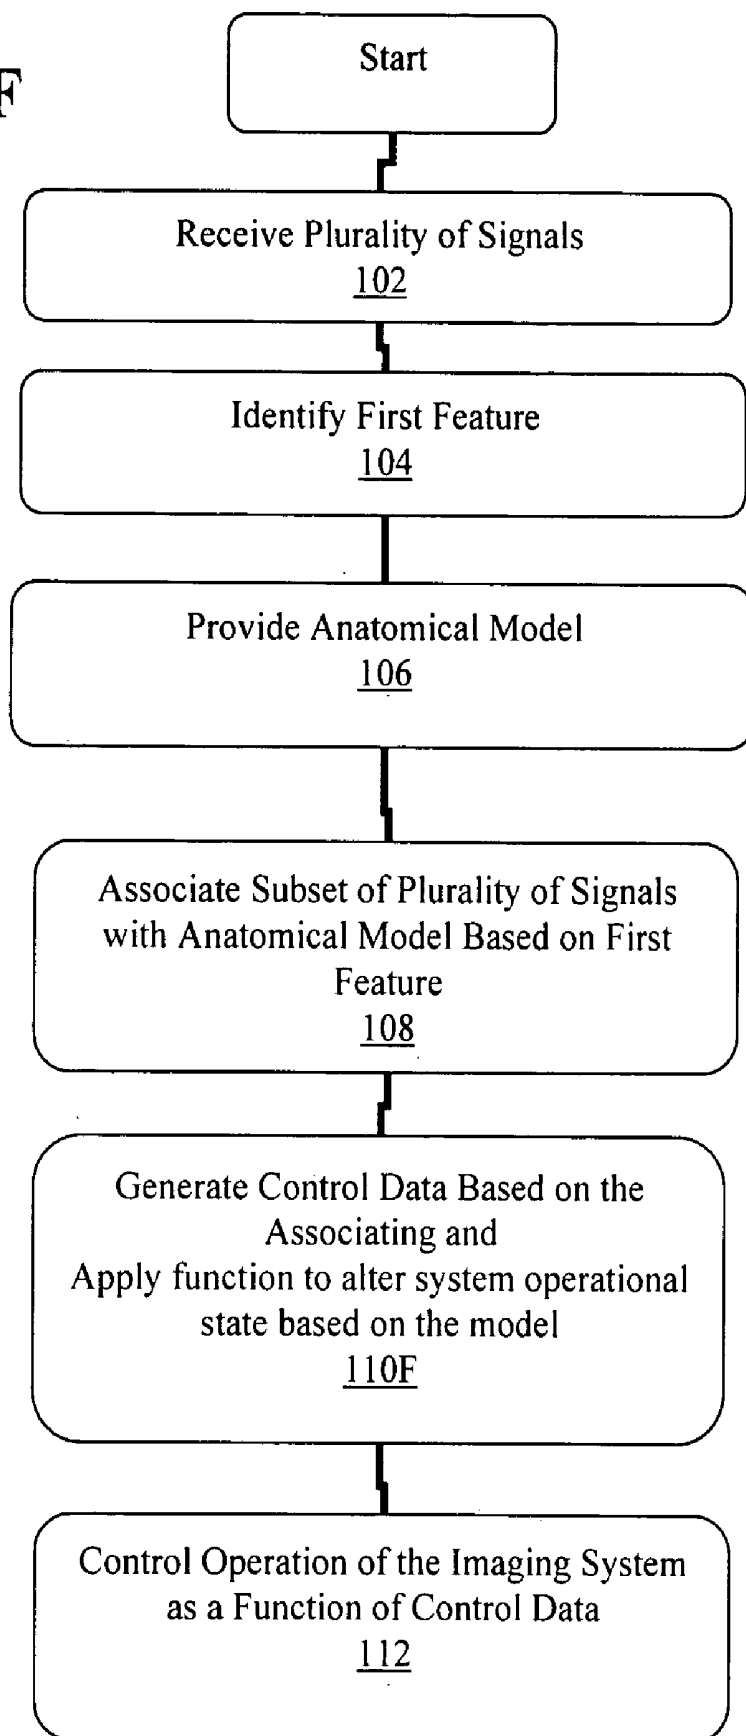 F
Start
Receive Plurality of Signals
102
Identify First Feature
104
Provide Anatomical Model
106
Associate Subset of Plurality of Signals
with Anatomical Model Based on First
Feature
108
Generate Control Data Based on the
Associating and
Apply function to alter system operational
state based on the model
110F
Control Operation of the Imaging System
as a Function of Control Data
112